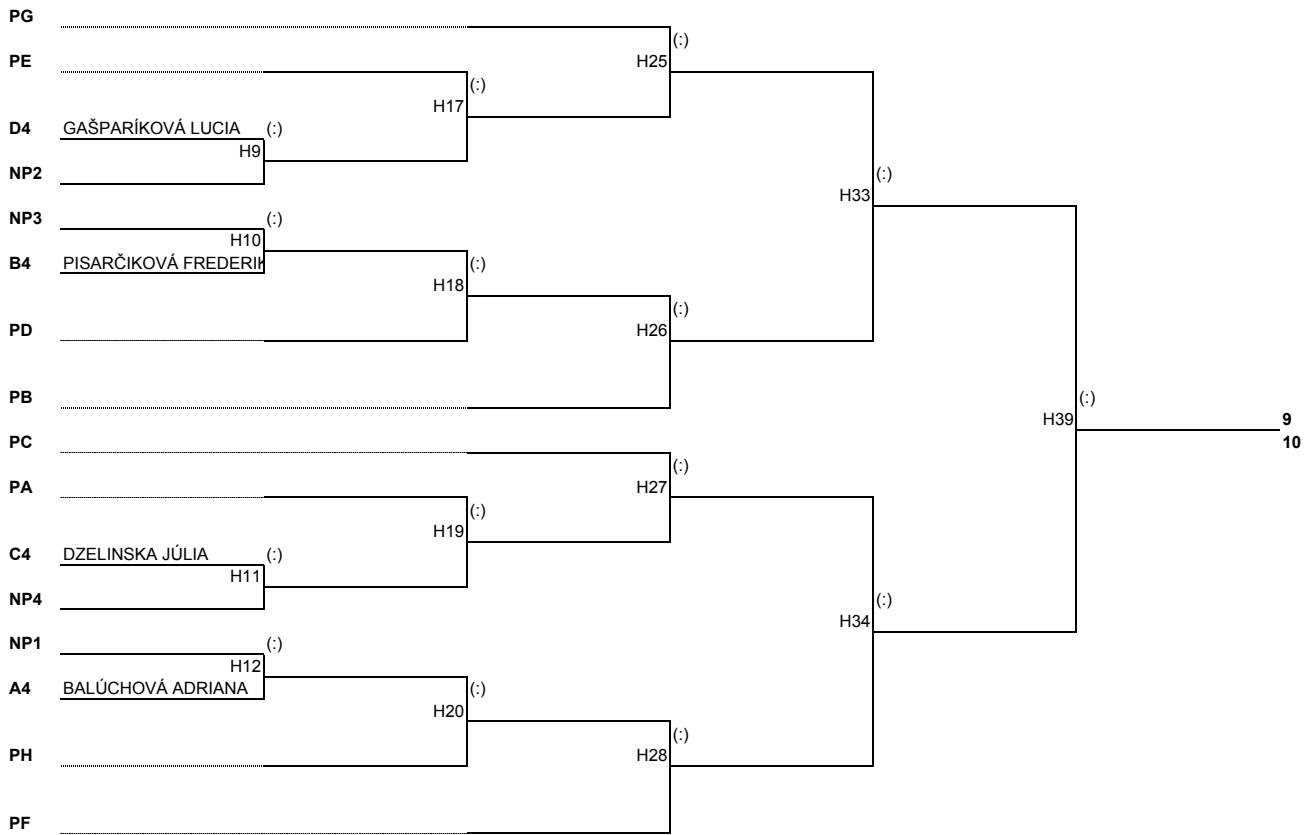 PG
(:)
PE H25
(:)
H17
D4 GAŠPARÍKOVÁ LUCIA (:)
H9
NP2 (:)
H33
NP3 (:)
H10
B4 PISARČIKOVÁ FREDERIK (:)
H18
(:)
PD H26
PB (:)
H39 9
10
PC
(:)
PA H27
(:)
H19
C4 DZELINSKA JÚLIA (:)
H11
NP4 (:)
H34
NP1 (:)
H12
A4 BALÚCHOVÁ ADRIANA (:)
H20
(:)
PH H28
PF